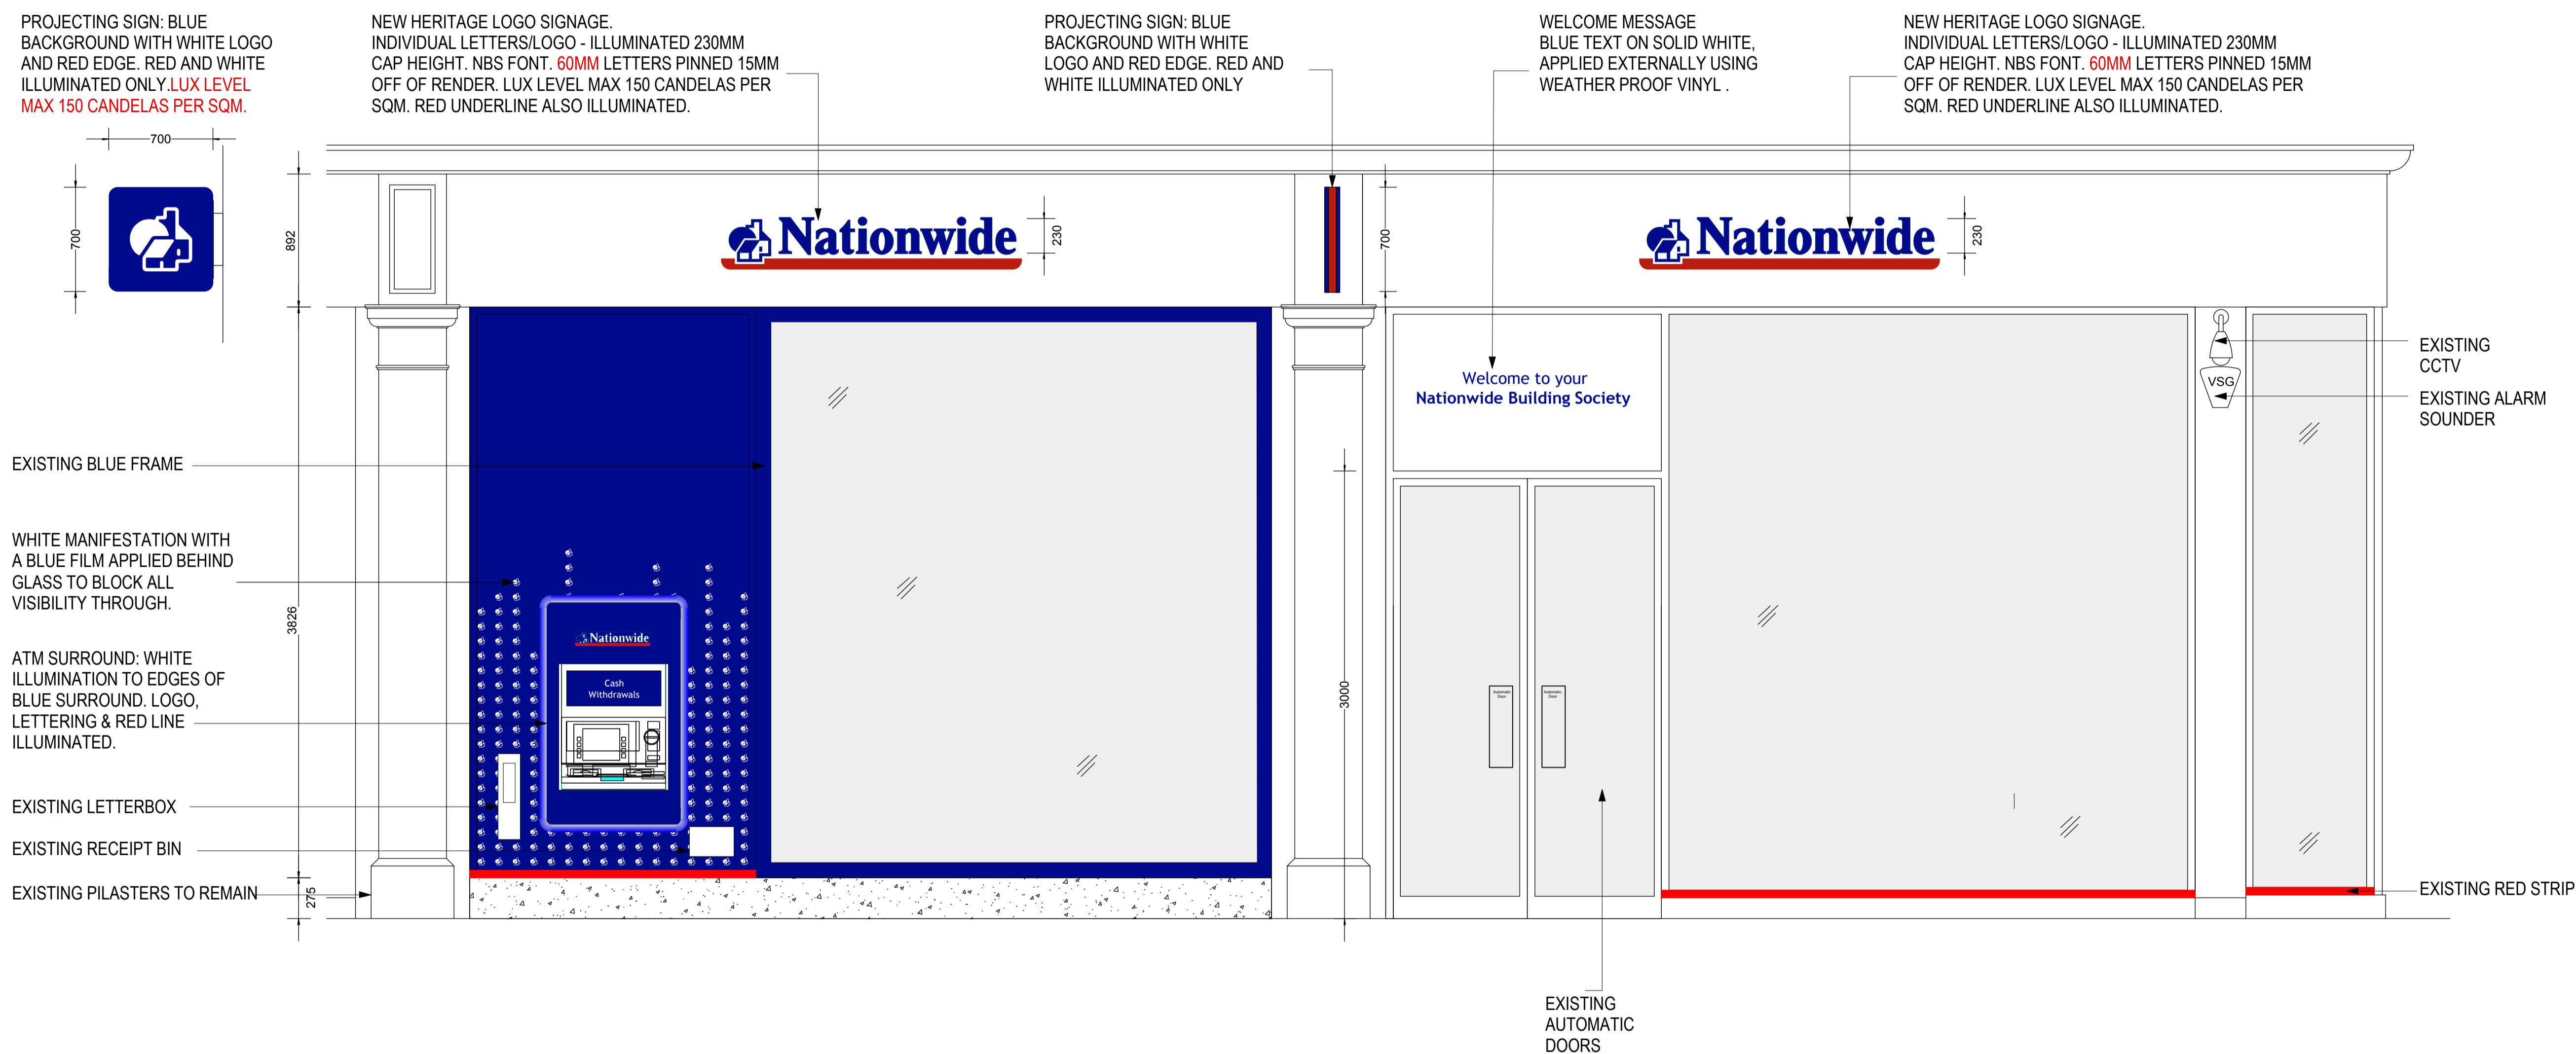 PROJECTING SIGN: BLUE
BACKGROUND WITH WHITE LOGO
AND RED EDGE. RED AND WHITE
ILLUMINATED ONLY.LUX LEVEL
MAX 150 CANDELAS PER SQM.
NEW HERITAGE LOGO SIGNAGE.
INDIVIDUAL LETTERS/LOGO - ILLUMINATED 230MM
CAP HEIGHT. NBS FONT. 60MM LETTERS PINNED 15MM
OFF OF RENDER. LUX LEVEL MAX 150 CANDELAS PER
SQM. RED UNDERLINE ALSO ILLUMINATED.
PROJECTING SIGN: BLUE
BACKGROUND WITH WHITE
LOGO AND RED EDGE. RED AND
WHITE ILLUMINATED ONLY
WELCOME MESSAGE
BLUE TEXT ON SOLID WHITE,
APPLIED EXTERNALLY USING
WEATHER PROOF VINYL .
NEW HERITAGE LOGO SIGNAGE.
INDIVIDUAL LETTERS/LOGO - ILLUMINATED 230MM
CAP HEIGHT. NBS FONT. 60MM LETTERS PINNED 15MM
OFF OF RENDER. LUX LEVEL MAX 150 CANDELAS PER
SQM. RED UNDERLINE ALSO ILLUMINATED.
700
700
892
Nationwide
230
700
Nationwide
230
EXISTING
CCTV
VSG
EXISTING ALARM
SOUNDER
Welcome to your
Nationwide Building Society
EXISTING BLUE FRAME
WHITE MANIFESTATION WITH
A BLUE FILM APPLIED BEHIND
GLASS TO BLOCK ALL
VISIBILITY THROUGH.
3826
Nationwide
Cash
Withdrawals
ATM SURROUND: WHITE
ILLUMINATION TO EDGES OF
BLUE SURROUND. LOGO,
LETTERING & RED LINE
ILLUMINATED.
3000
Automatic
Door
Automatic
Door
EXISTING LETTERBOX
EXISTING RECEIPT BIN
EXISTING PILASTERS TO REMAIN
275
EXISTING RED STRIP
EXISTING
AUTOMATIC
DOORS